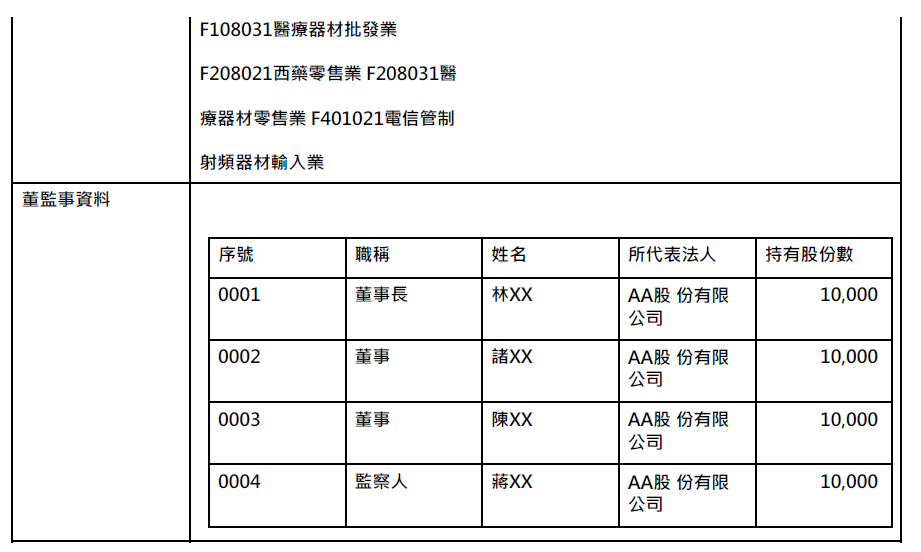 F108031醫療器材批發業
F208021西藥零售業 F208031醫
療器材零售業 F401021電信管制
射頻器材輸入業
董監事資料
序號 職稱 姓名 所代表法人 持有股份數
0001 董事長 林XX AA股 份有限 10,000
公司
0002 董事 諸XX AA股 份有限 10,000
公司
0003 董事 陳XX AA股 份有限 10,000
公司
0004 監察人 蔣XX AA股 份有限 10,000
公司